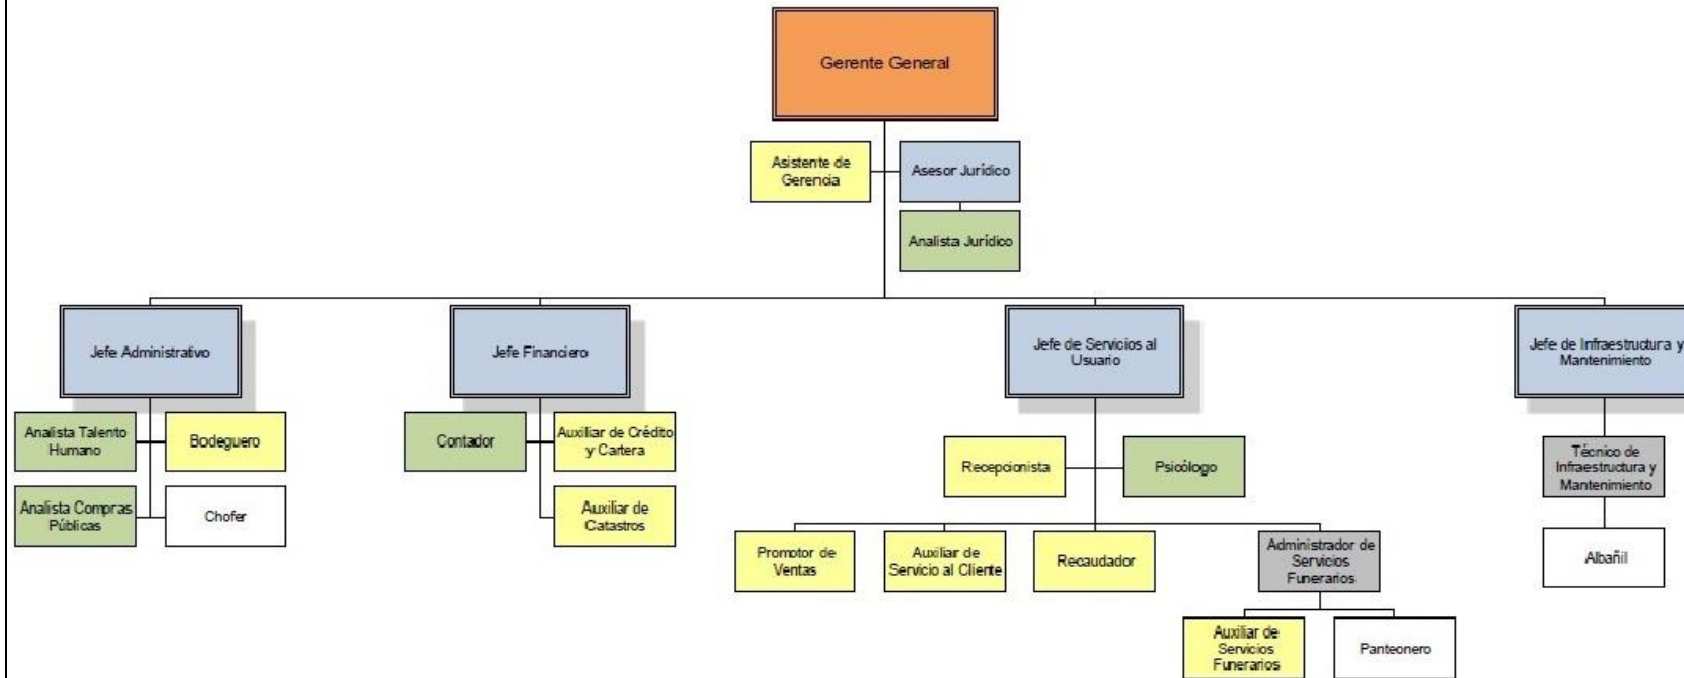 Gerente General
Asistente de
Gerencia
Asesor Jurídico
Analista Jurídico
Jefe Administrativo
Jefe Financiero
Jefe de Servicios al
Usuario
Jefe de Infraestructura y
Mantenimiento
Analista Talento
Humano
Bodeguero
Analista Compras
Públicas
Chofer
Contador
Auxiliar de Crédito
y Cartera
Auxiliar de
Catastros
Recepcionista
Psicólogo
Promotor de
Ventas
Auxiliar de
Servicio al Cliente
Recaudador
Administrador de
Servicios
Funerarios
Auxiliar de
Servicios
Funerarios
Panteonero
Técnico de
Infraestructura y
Mantenimiento
Albañil